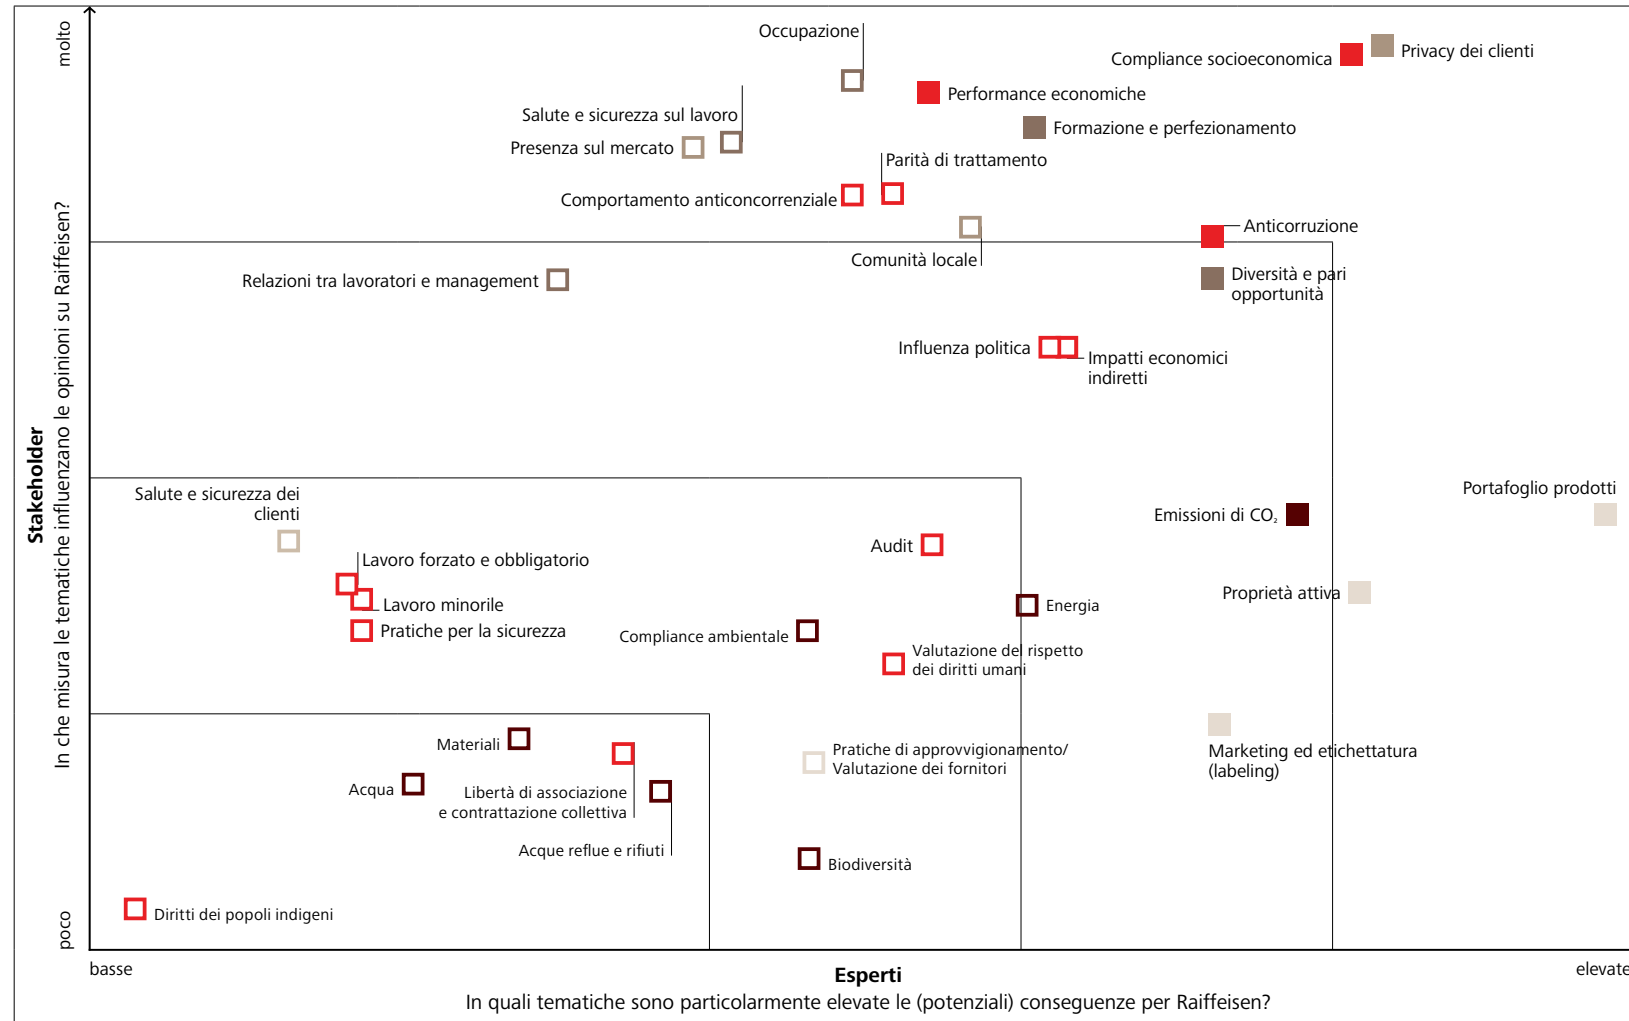 molto
Occupazione
Compliance socioeconomica
Privacy dei clienti
Performance economiche
Salute e sicurezza sul lavoro
Formazione e perfezionamento
Presenza sul mercato
Parità di trattamento
Comportamento anticoncorrenziale
Anticorruzione
Comunità locale
Relazioni tra lavoratori e management
Diversità e pari
opportunità
Influenza politica
Impatti economici
indiretti
Stakeholder
In che misura le tematiche influenzano le opinioni su Raiffeisen?
Salute e sicurezza dei
clienti
Portafoglio prodotti
Emissioni di CO₂
Audit
Lavoro forzato e obbligatorio
Proprietà attiva
Lavoro minorile
Energia
Pratiche per la sicurezza
Compliance ambientale
Valutazione del rispetto
dei diritti umani
Materiali
Pratiche di approvvigionamento/
Valutazione dei fornitori
Marketing ed etichettatura
(labeling)
Acqua
Libertà di associazione
e contrattazione collettiva
Acque reflue e rifiuti
Biodiversità
Diritti dei popoli indigeni
poco
basse
Esperti
elevate
In quali tematiche sono particolarmente elevate le (potenziali) conseguenze per Raiffeisen?